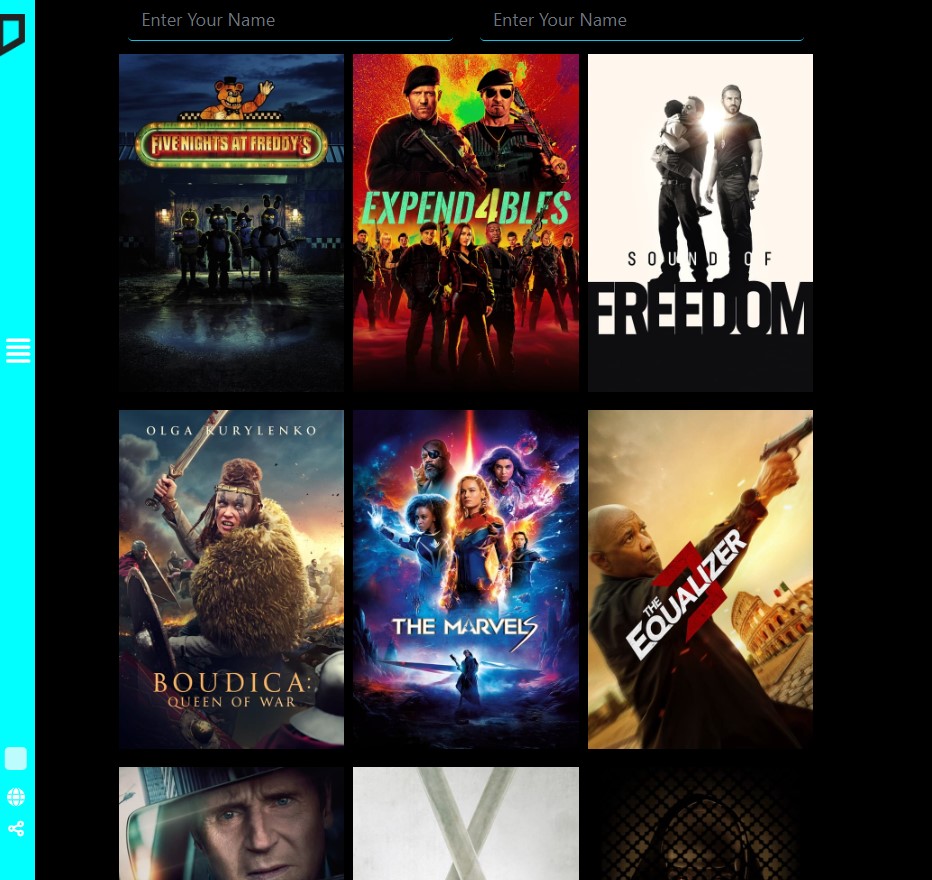 Enter Your Name
Enter Your Name
FIVE NIGHTS AT FREDDY'S
EXPEND4BLES
SOUND OF
FREEDOM
OLGA KURYLENKO
BOUDICA:
QUEEN OF WAR
THE MARVELS
THE
EQUALIZER
3